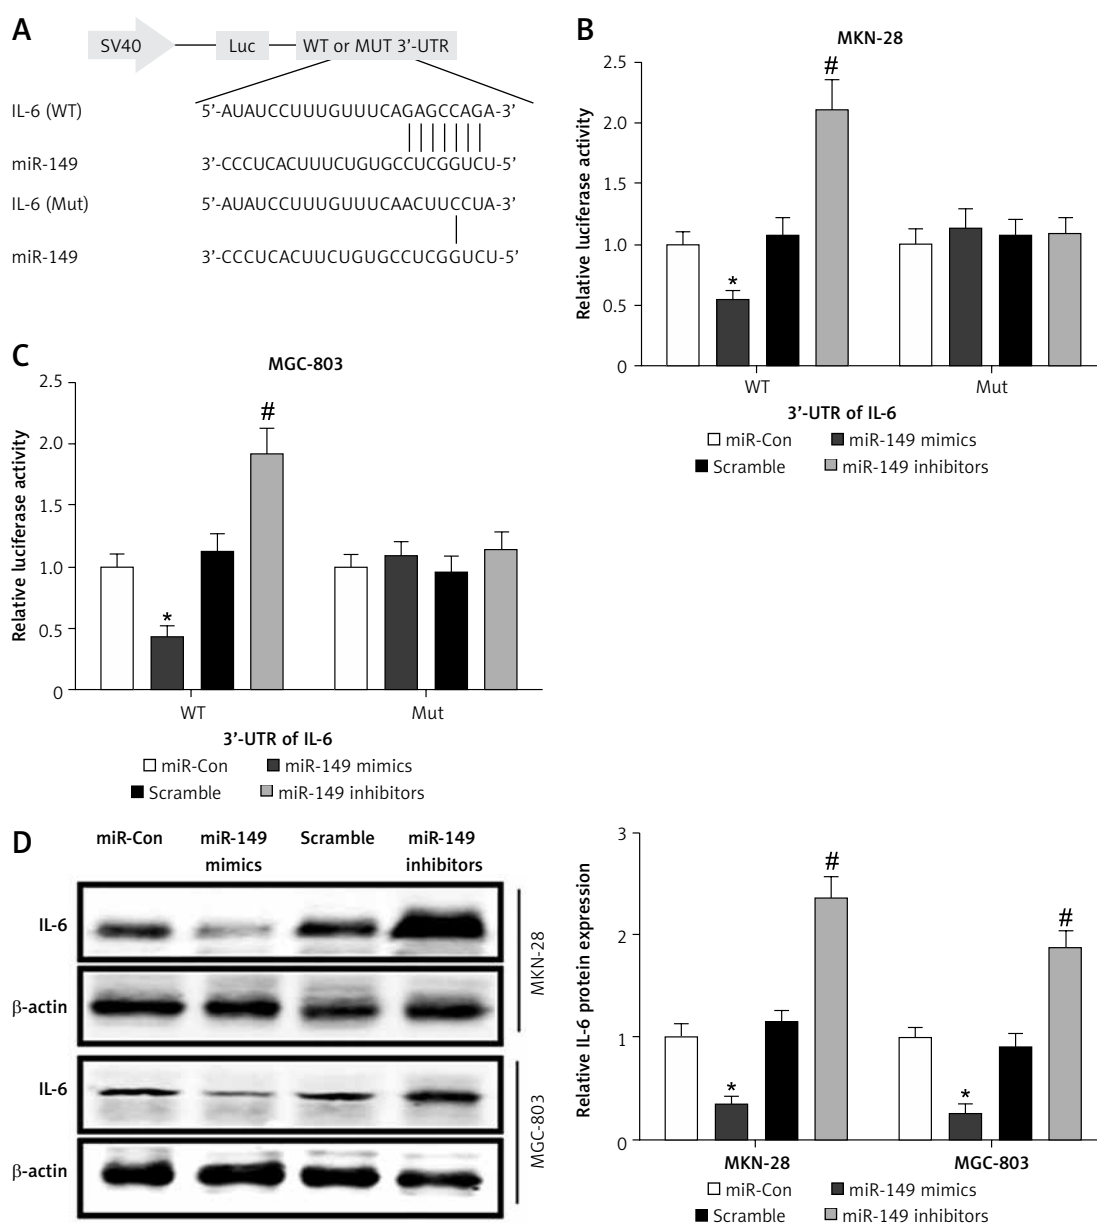 A
SV40
Luc
WT or MUT 3’-UTR
IL-6 (WT)
5’-AUAUCCUUUGUUUCAGAGCCAGA-3’
miR-149
3’-CCCUCACUUUCUGUGCCUCGGUCU-5’
IL-6 (Mut)
5’-AUAUCCUUUGUUUCAACUUCCUA-3’
miR-149
3’-CCCUCACUUCUGUGCCUCGGUCU-5’
B
MKN-28
Relative luciferase activity
2.5
2.0
1.5
1.0
0.5
0
#
*
WT
Mut
3’-UTR of IL-6
miR-Con
miR-149 mimics
Scramble
miR-149 inhibitors
C
MGC-803
Relative luciferase activity
2.5
2.0
1.5
1.0
0.5
0
#
*
WT
Mut
3’-UTR of IL-6
miR-Con
miR-149 mimics
Scramble
miR-149 inhibitors
D
miR-Con
miR-149
mimics
Scramble
miR-149
inhibitors
IL-6
β-actin
MKN-28
IL-6
β-actin
MGC-803
Relative IL-6 protein expression
3
2
1
0
#
*
#
*
MKN-28
MGC-803
miR-Con
miR-149 mimics
Scramble
miR-149 inhibitors